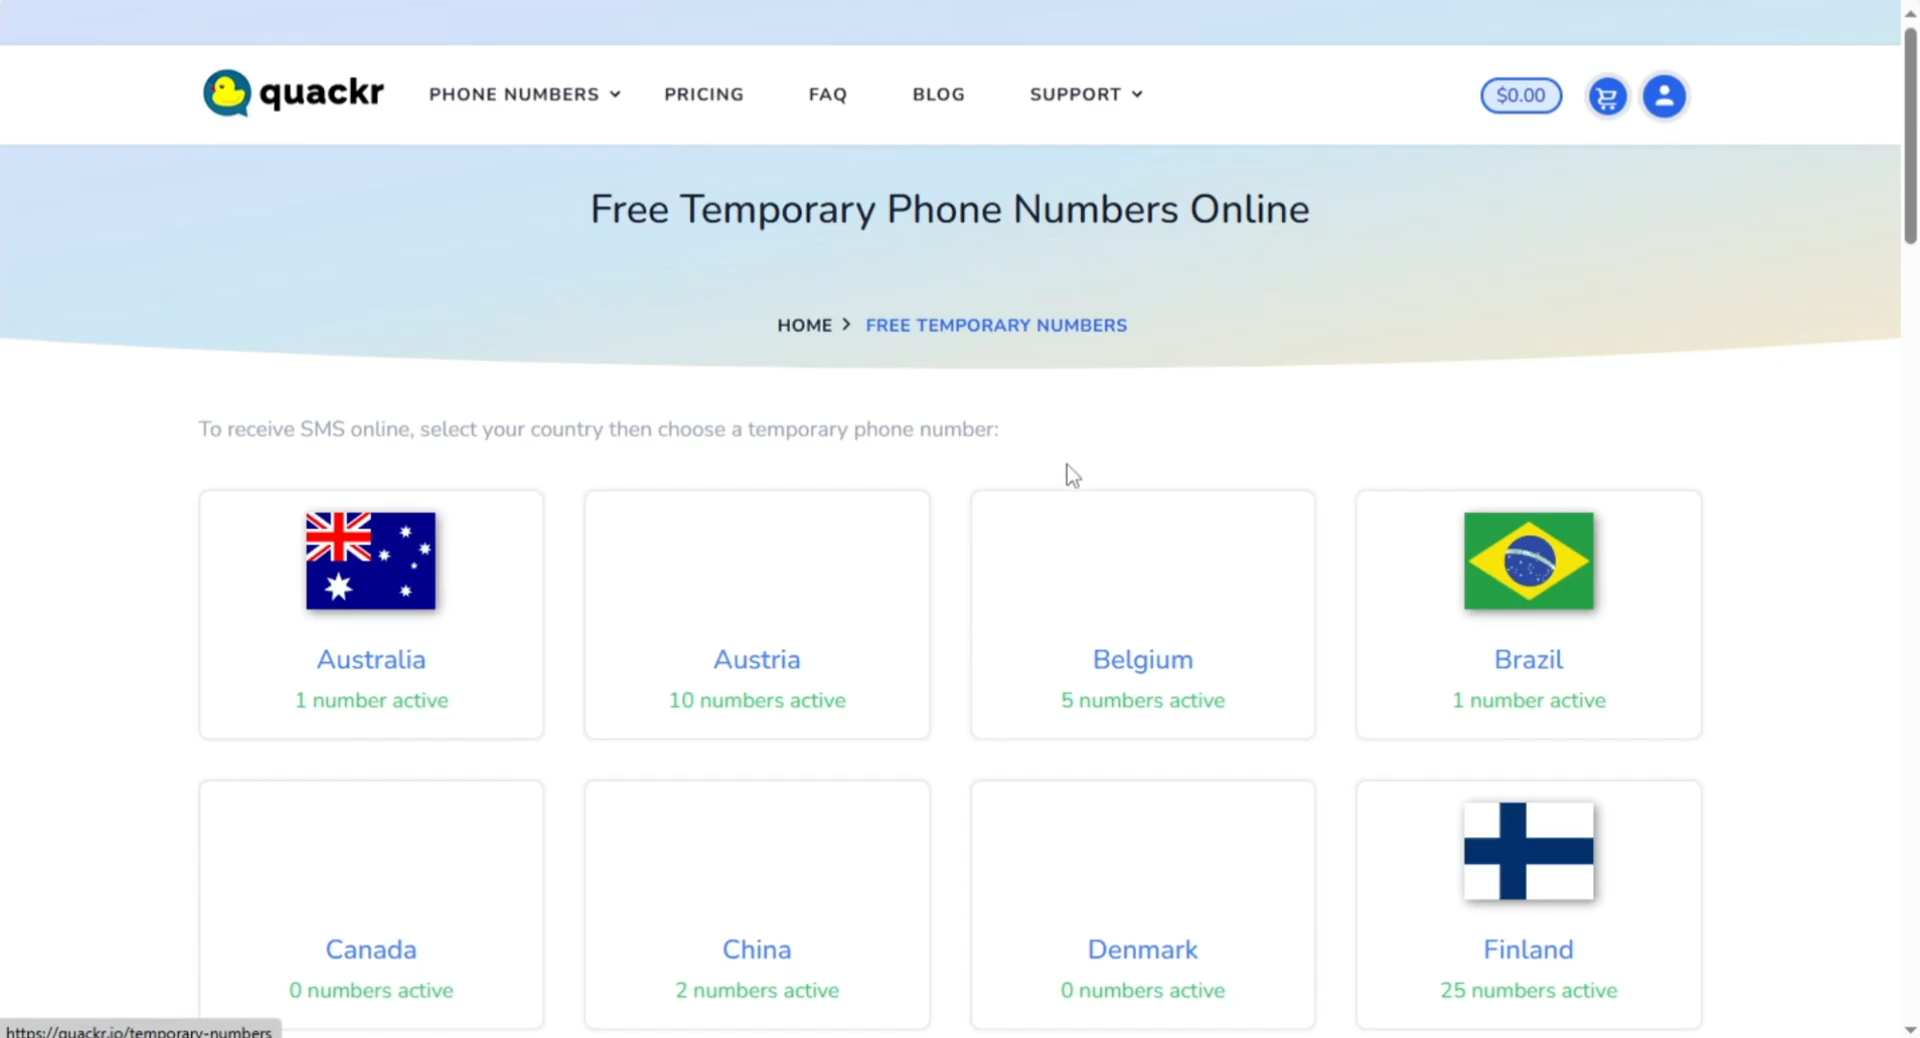 quackr PHONE NUMBERS PRICING FAQ BLOG SUPPORT $0.00
Free Temporary Phone Numbers Online
HOME > FREE TEMPORARY NUMBERS
To receive SMS online, select your country then choose a temporary phone number:
Australia Austria Belgium Brazil
1 number active 10 numbers active 5 numbers active 1 number active
Canada China Denmark Finland
0 numbers active 2 numbers active 0 numbers active 25 numbers active
https://quackr.io/temporary-numbers